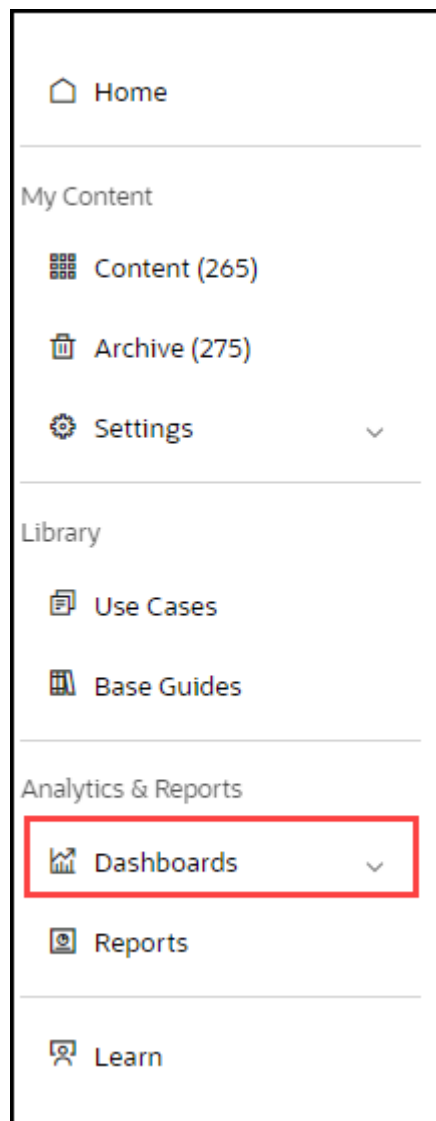 Home
My Content
Content (265)
Archive (275)
Settings
Library
Use Cases
Base Guides
Analytics & Reports
Dashboards
Reports
Learn